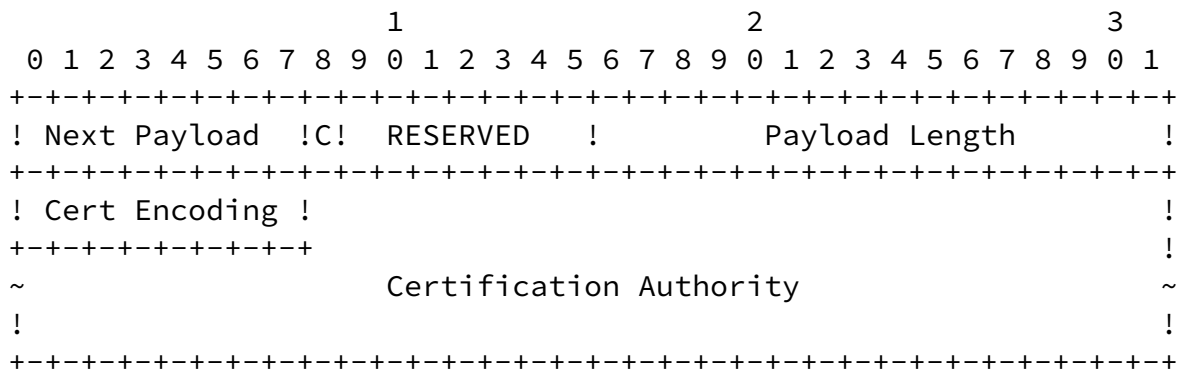 1                   2                   3
 0 1 2 3 4 5 6 7 8 9 0 1 2 3 4 5 6 7 8 9 0 1 2 3 4 5 6 7 8 9 0 1
+-+-+-+-+-+-+-+-+-+-+-+-+-+-+-+-+-+-+-+-+-+-+-+-+-+-+-+-+-+-+-+-+
! Next Payload  !C!  RESERVED   !         Payload Length        !
+-+-+-+-+-+-+-+-+-+-+-+-+-+-+-+-+-+-+-+-+-+-+-+-+-+-+-+-+-+-+-+-+
! Cert Encoding !                                               !
+-+-+-+-+-+-+-+-+                                               !
~                    Certification Authority                    ~
!                                                               !
+-+-+-+-+-+-+-+-+-+-+-+-+-+-+-+-+-+-+-+-+-+-+-+-+-+-+-+-+-+-+-+-+